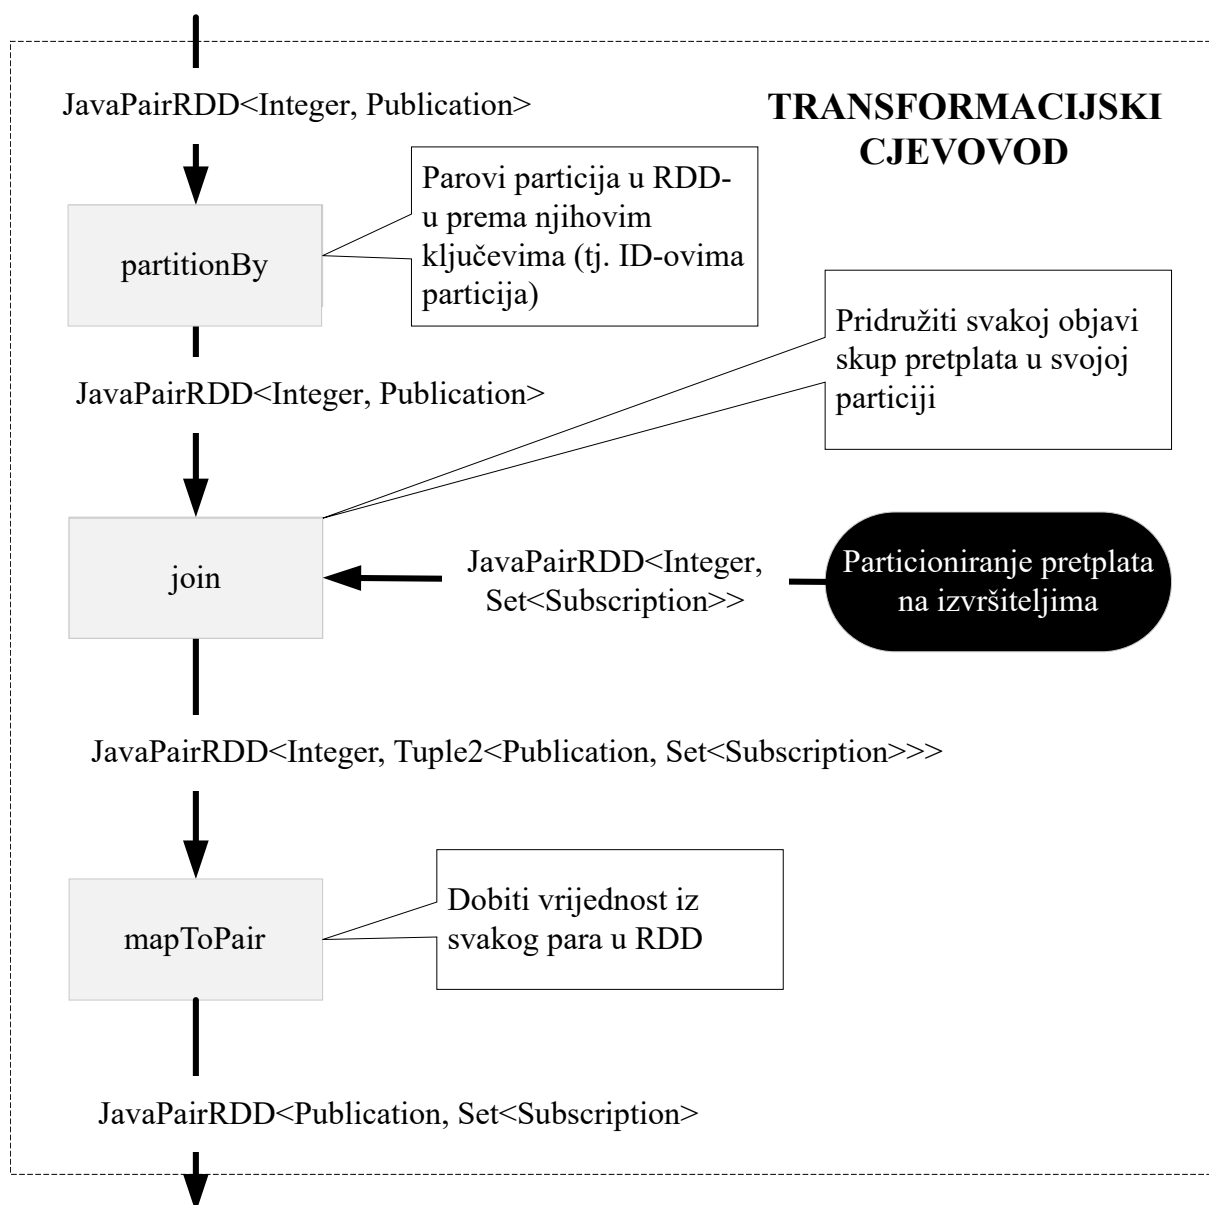 JavaPairRDD<Integer, Publication>
TRANSFORMACIJSKI
CJEVOVOD
Parovi particija u RDD-
u prema njihovim
ključevima (tj. ID-ovima
particija)
partitionBy
Pridružiti svakoj objavi
skup pretplata u svojoj
particiji
JavaPairRDD<Integer, Publication>
join
JavaPairRDD<Integer,
Set<Subscription>>
Particioniranje pretplata
na izvršiteljima
JavaPairRDD<Integer, Tuple2<Publication, Set<Subscription>>>
mapToPair
Dobiti vrijednost iz
svakog para u RDD
JavaPairRDD<Publication, Set<Subscription>